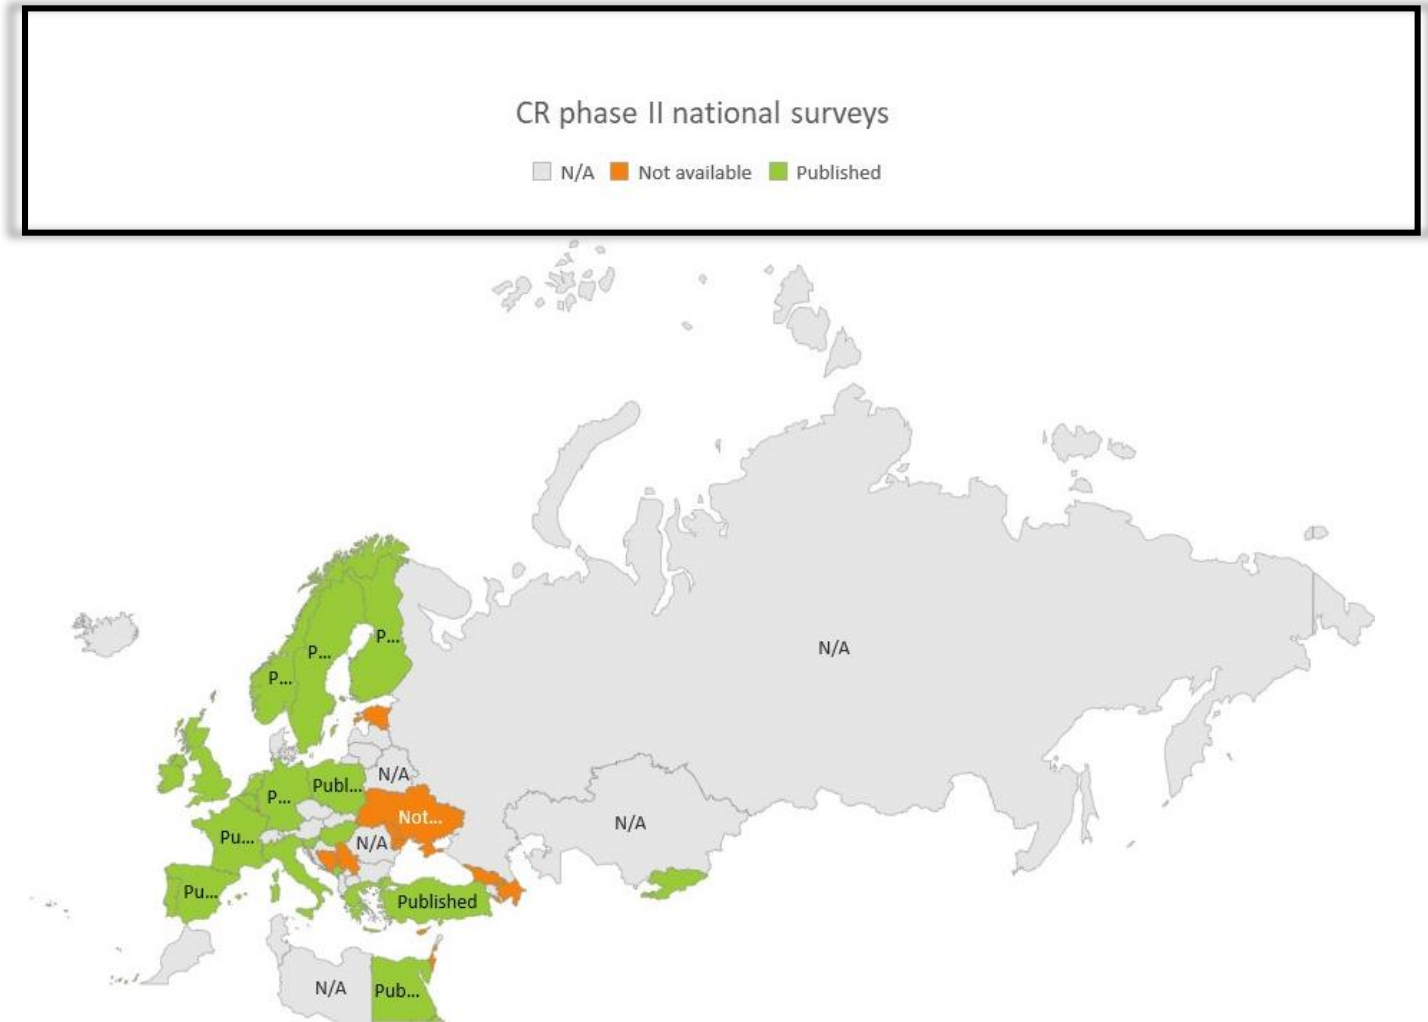 CR phase II national surveys
N/A Not available Published
N/A
P...
P...
P...
N/A
P...
Publ...
Not...
N/A
Pu...
N/A
Pu...
Published
N/A
Pub...